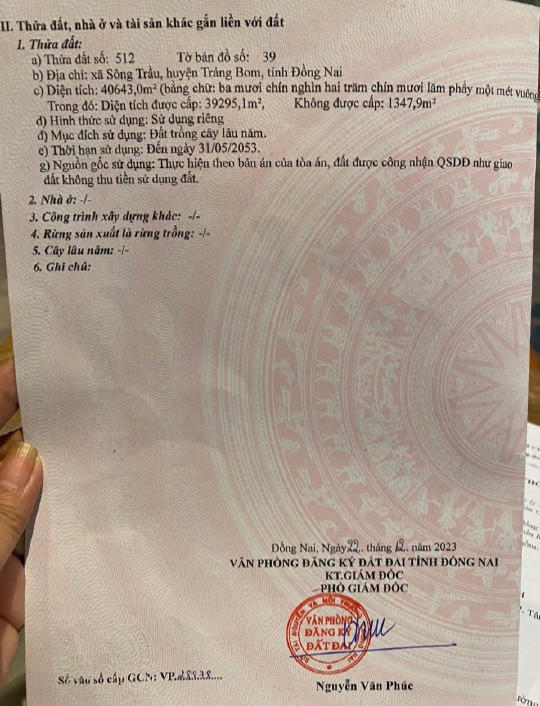 II. Thửa đất, nhà ở và tài sản khác gắn liền với đất
1. Thửa đất:
a) Thửa đất số: 512 Tờ bản đồ số: 39
b) Địa chỉ: xã Sông Trầu, huyện Trảng Bom, tỉnh Đồng Nai
c) Diện tích: 40643,0m² (bằng chữ: ba mươi chín nghìn hai trăm chín mươi lăm phẩy một mét vuông
Trong đó: Diện tích được cấp: 39295,1m², Không được cấp: 1347,9m²
d) Hình thức sử dụng: Sử dụng riêng
đ) Mục đích sử dụng: Đất trồng cây lâu năm.
e) Thời hạn sử dụng: Đến ngày 31/05/2053.
g) Nguồn gốc sử dụng: Thực hiện theo bản án của tòa án, đất được công nhận QSDĐ như giao
đất không thu tiền sử dụng đất.
2. Nhà ở: -/-
3. Công trình xây dựng khác: -/-
4. Rừng sản xuất là rừng trồng: -/-
5. Cây lâu năm: -/-
6. Ghi chú:
Đồng Nai, Ngày 22.. tháng 12.. năm 2023
VĂN PHÒNG ĐĂNG KÝ ĐẤT ĐAI TỈNH ĐỒNG NAI
KT.GIÁM ĐỐC
PHÓ GIÁM ĐỐC
VĂN PHÒNG
ĐĂNG KÝ
ĐẤT ĐAI
Số vào sổ cấp GCN: VP
Nguyễn Văn Phúc